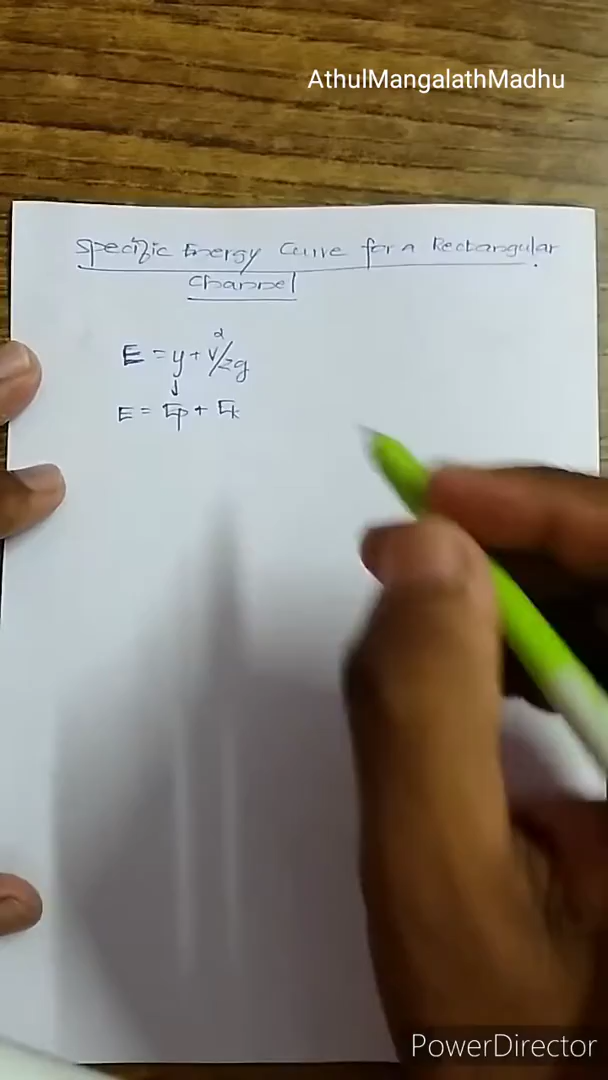 AthulMangalathMadhu
Specific Energy Curve for a Rectangular
Channel
E = y + v²/2g
↓
E = Ep + Ek
PowerDirector